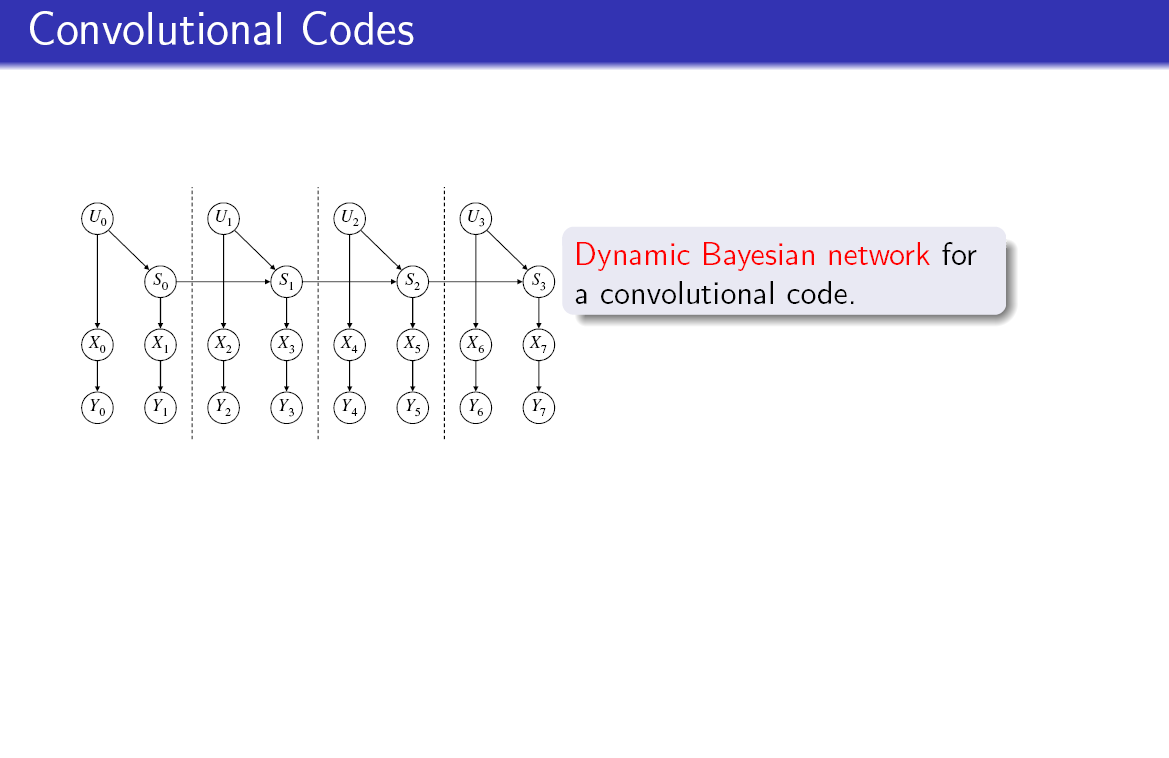 Convolutional Codes
U0 U1 U2 U3
Dynamic Bayesian network for
a convolutional code.
S0 S1 S2 S3
X0 X1 X2 X3 X4 X5 X6 X7
Y0 Y1 Y2 Y3 Y4 Y5 Y6 Y7